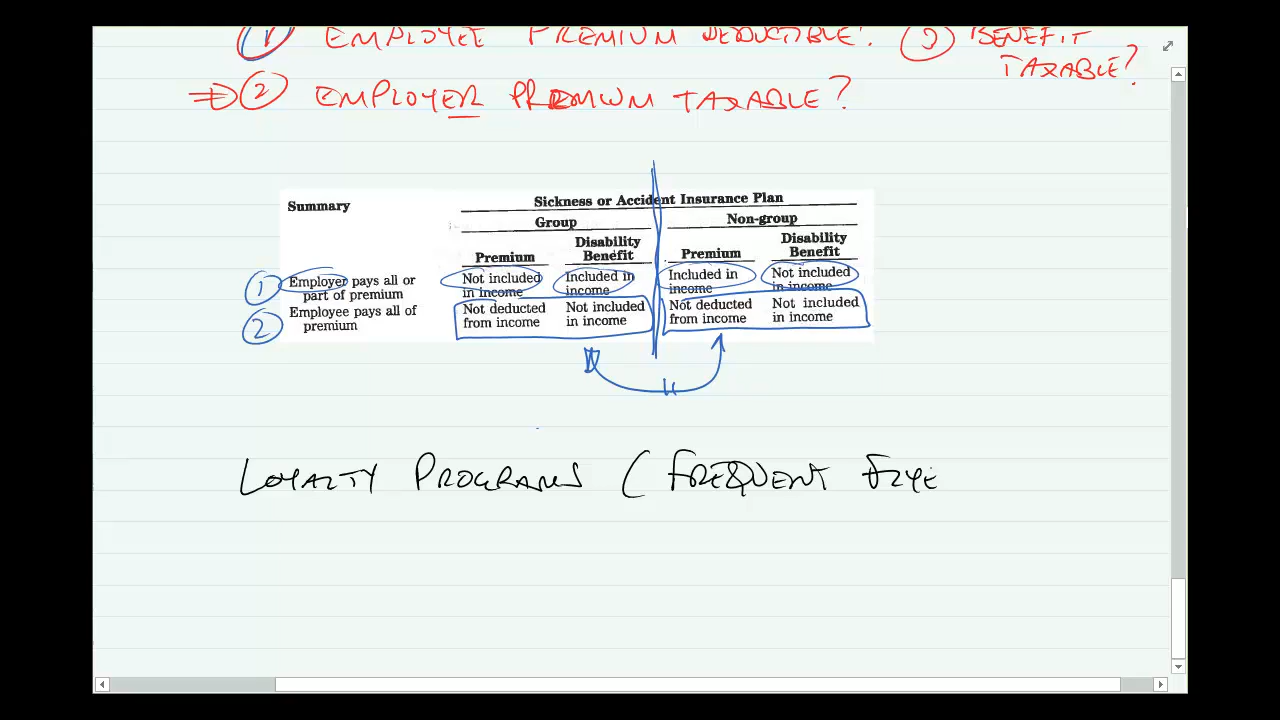 ① EMPLOYEE PREMIUM DEDUCTIBLE? ③ BENEFIT
TAXABLE?
⇒ ② EMPLOYER PREMIUM TAXABLE?
Summary
Sickness or Accident Insurance Plan
Group Non-group
Premium Disability Benefit Premium Disability Benefit
① Employer pays all or part of premium
Not included in income
Included in income
Included in income
Not included in income
② Employee pays all of premium
Not deducted from income
Not included in income
Not deducted from income
Not included in income
LOYALTY PROGRAMS (FREQUENT FLYE